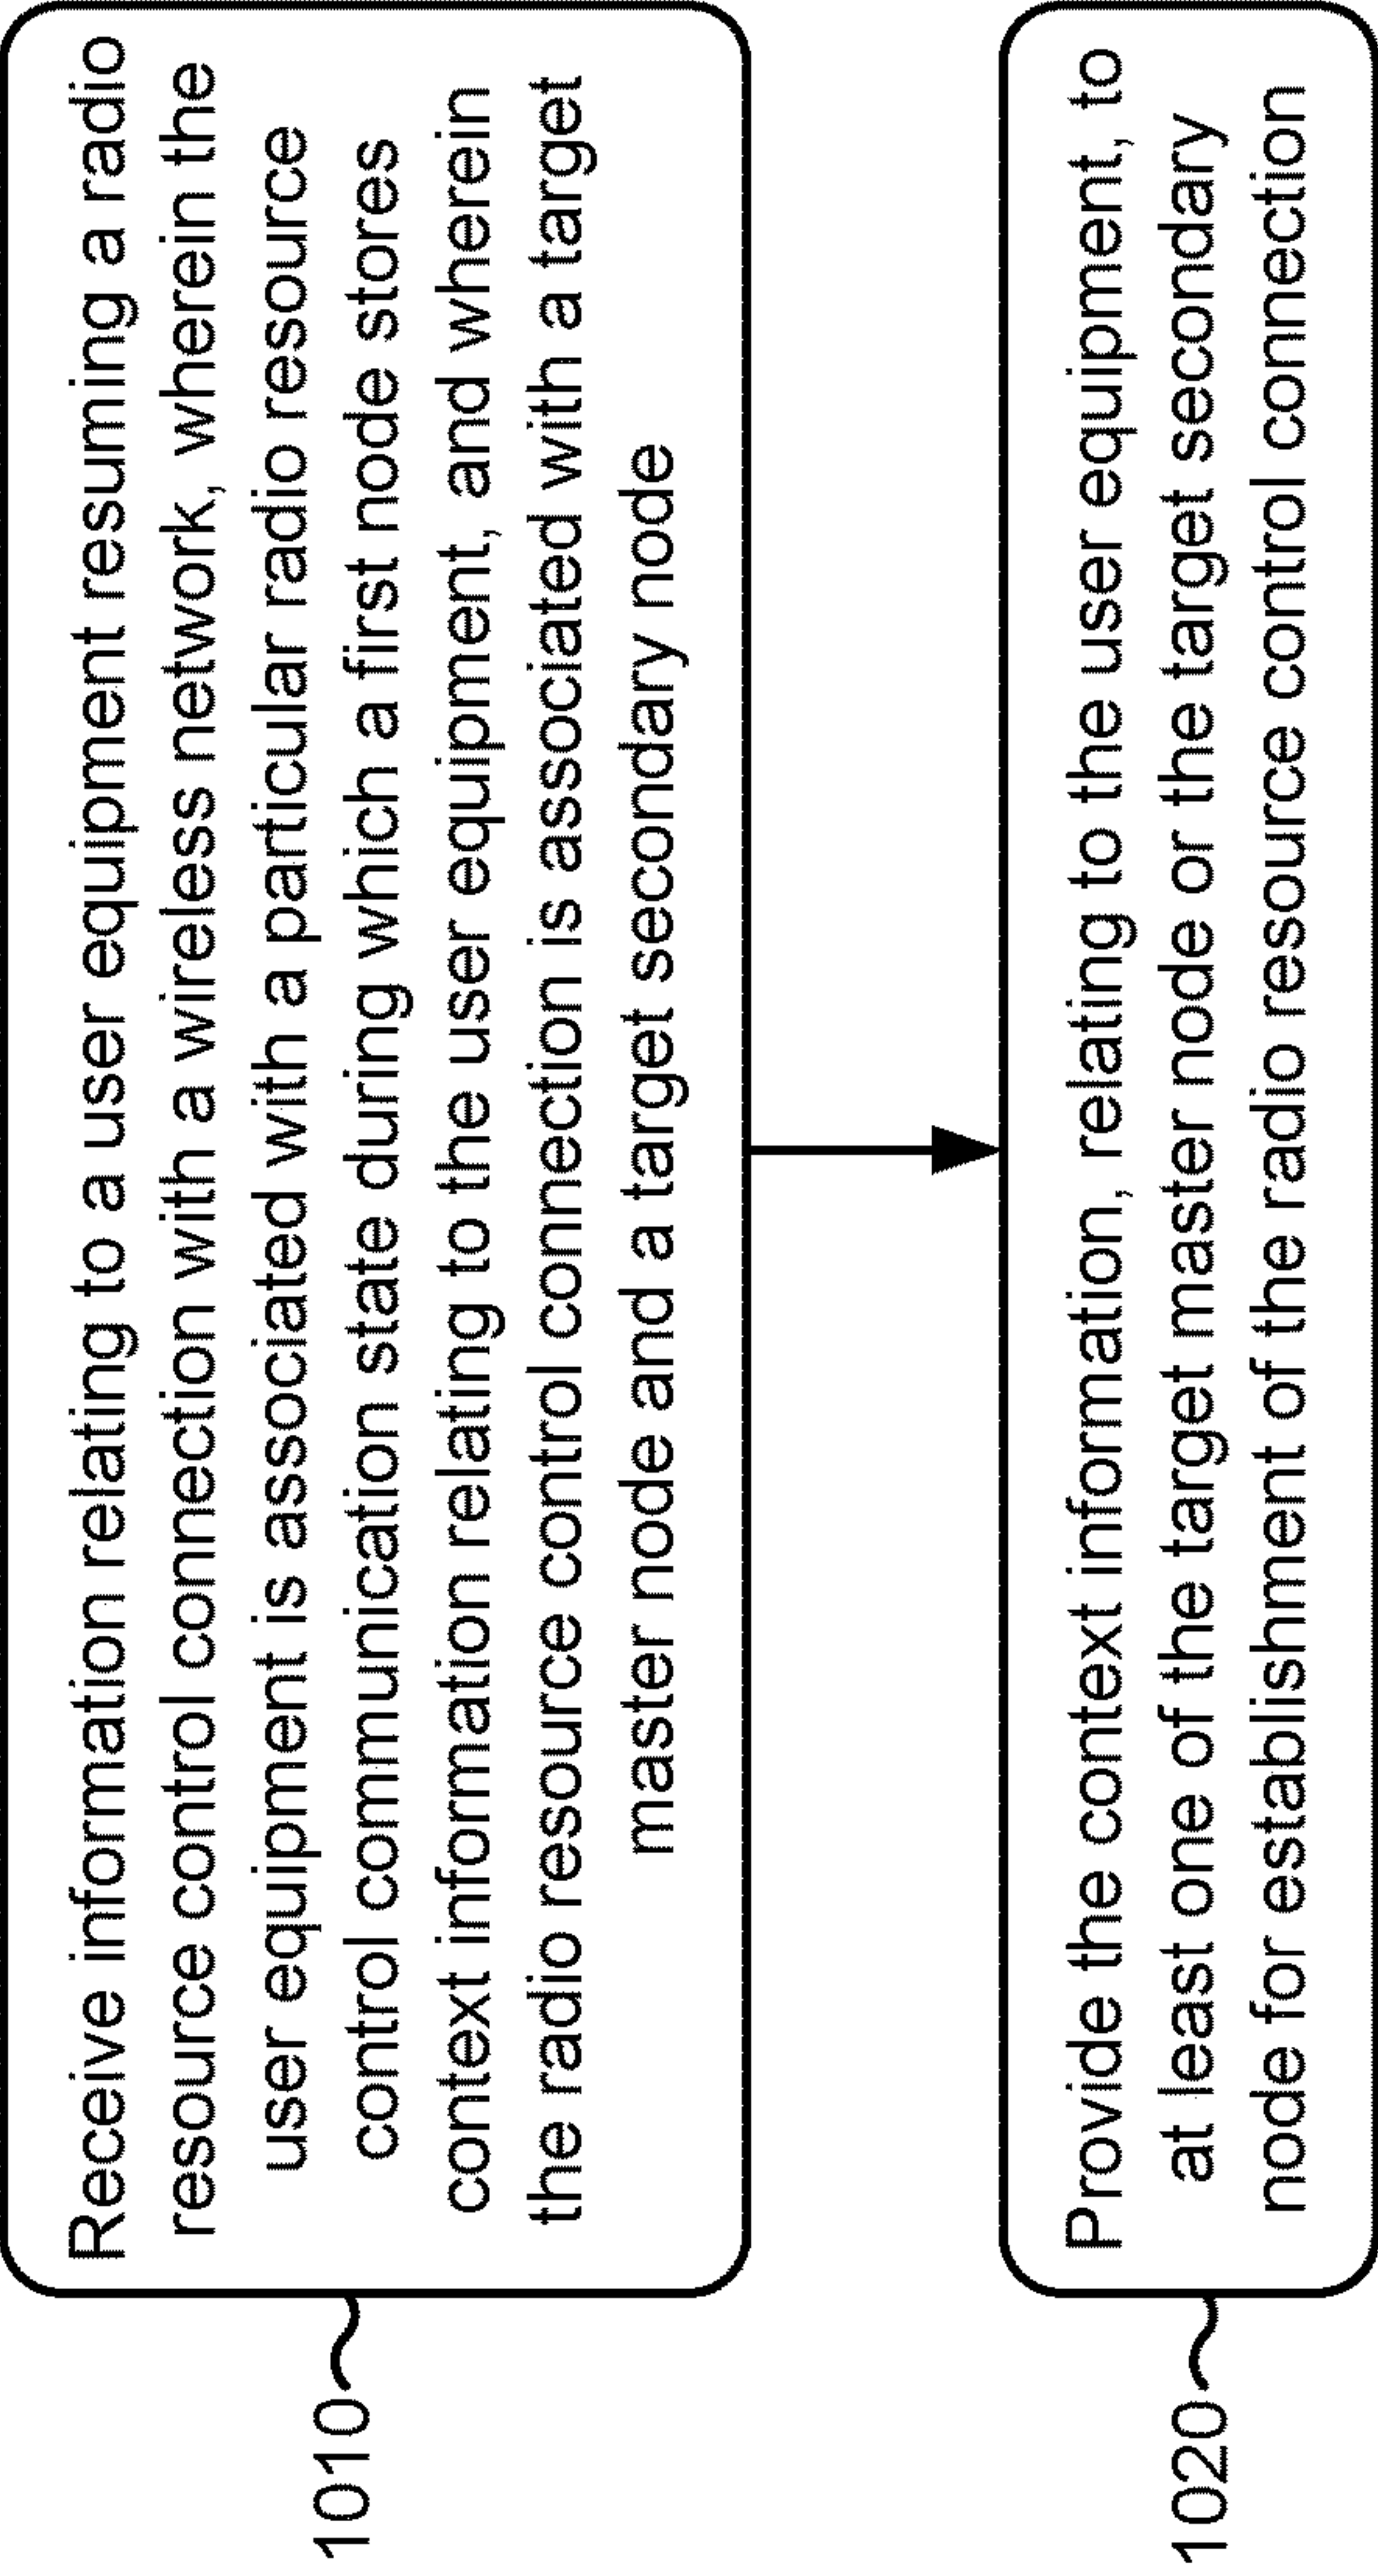 Receive information relating to a user equipment resuming a radio
resource control connection with a wireless network, wherein the
user equipment is associated with a particular radio resource
control communication state during which a first node stores
context information relating to the user equipment, and wherein
the radio resource control connection is associated with a target
master node and a target secondary node
1010
Provide the context information, relating to the user equipment, to
at least one of the target master node or the target secondary
node for establishment of the radio resource control connection
1020